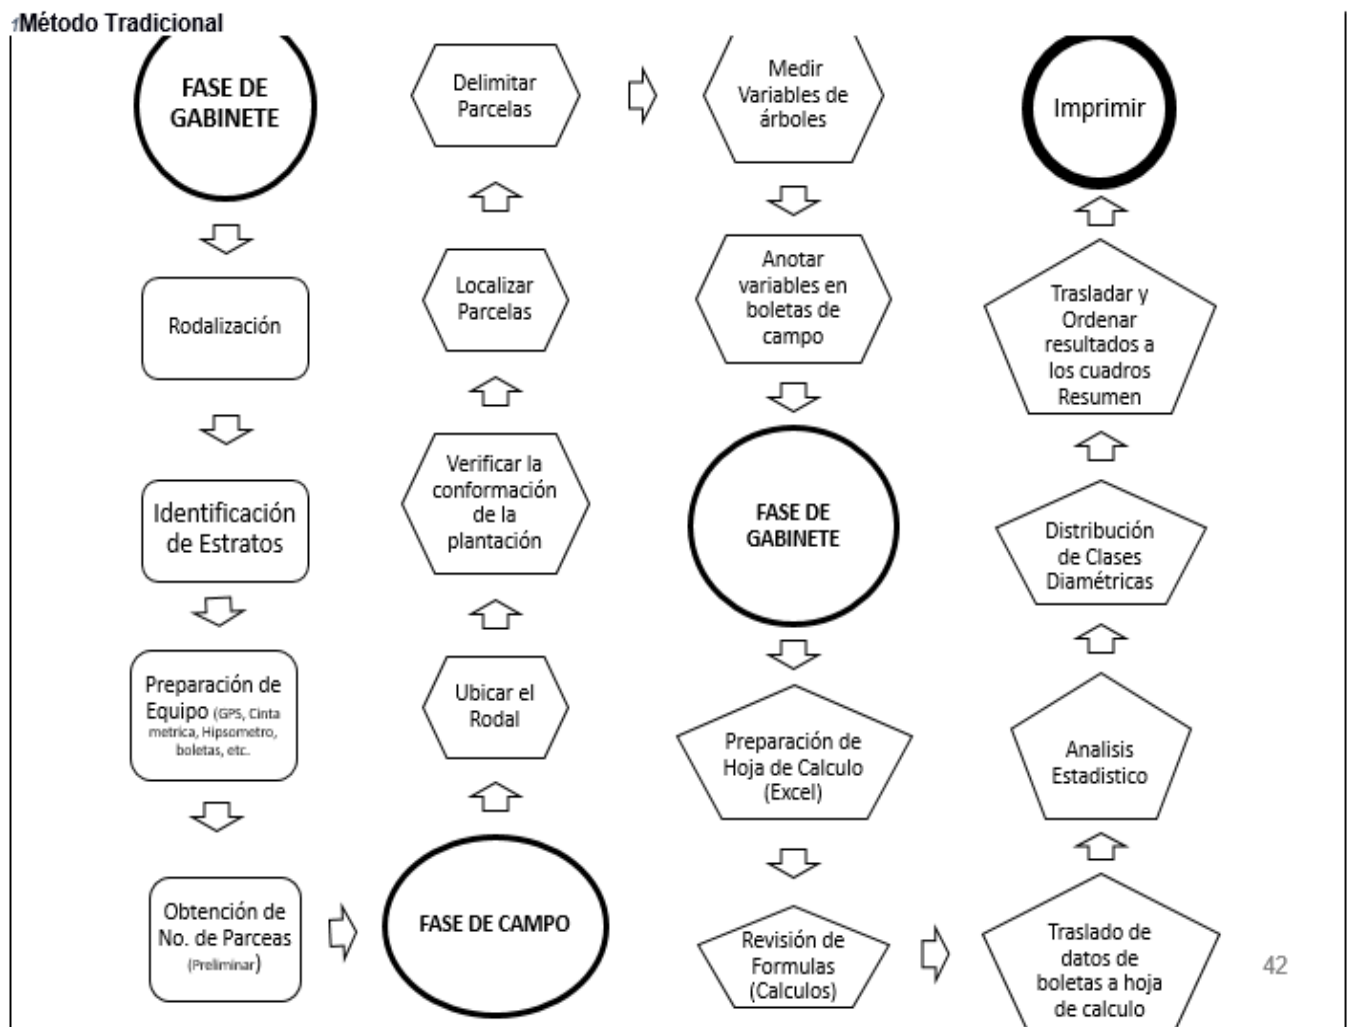 1Método Tradicional
FASE DE
GABINETE
Rodalización
Identificación
de Estratos
Preparación de
Equipo (GPS, Cinta
metrica, Hipsometro,
boletas, etc.
Obtención de
No. de Parceas
(Preliminar)
FASE DE CAMPO
Ubicar el
Rodal
Verificar la
conformación
de la
plantación
Localizar
Parcelas
Delimitar
Parcelas
Medir
Variables de
árboles
Anotar
variables en
boletas de
campo
FASE DE
GABINETE
Preparación de
Hoja de Calculo
(Excel)
Revisión de
Formulas
(Calculos)
Traslado de
datos de
boletas a hoja
de calculo
Analisis
Estadistico
Distribución
de Clases
Diamétricas
Trasladar y
Ordenar
resultados a
los cuadros
Resumen
Imprimir
42